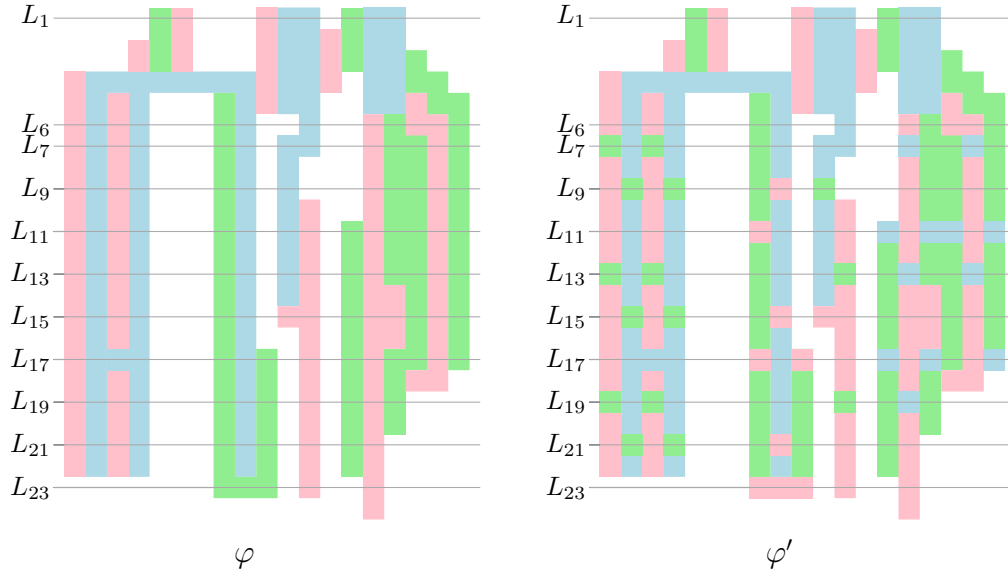 L₁ L₁
L₆ L₆
L₇ L₇
L₉ L₉
L₁₁ L₁₁
L₁₃ L₁₃
L₁₅ L₁₅
L₁₇ L₁₇
L₁₉ L₁₉
L₂₁ L₂₁
L₂₃ L₂₃
φ φ′